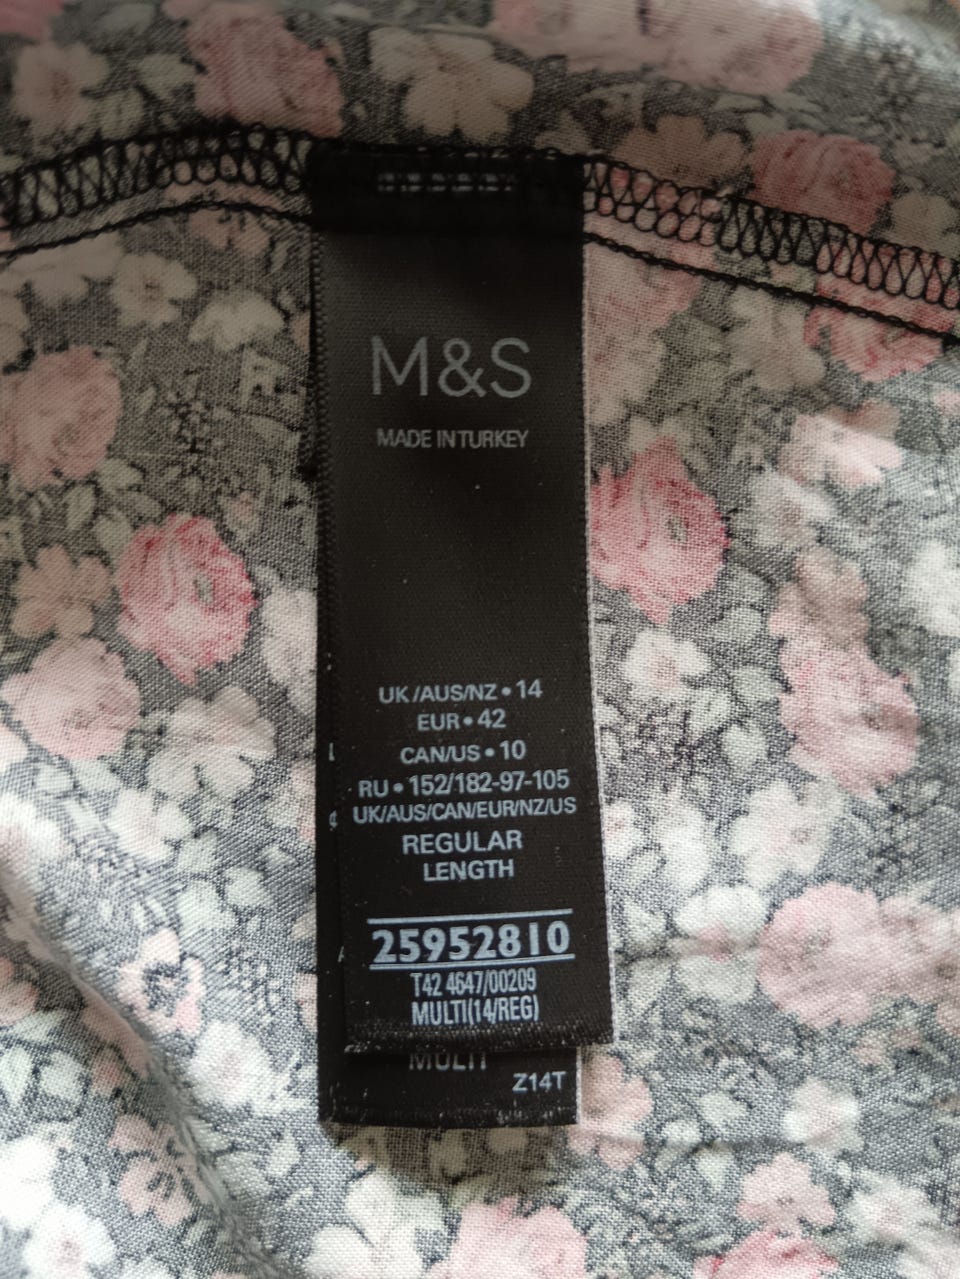 M&S
MADE IN TURKEY
UK/AUS/NZ • 14
EUR • 42
CAN/US • 10
RU • 152/182-97-105
UK/AUS/CAN/EUR/NZ/US
REGULAR
LENGTH
25952810
T42 4647/00209
MULTI(14/REG)
MULTI
Z14T